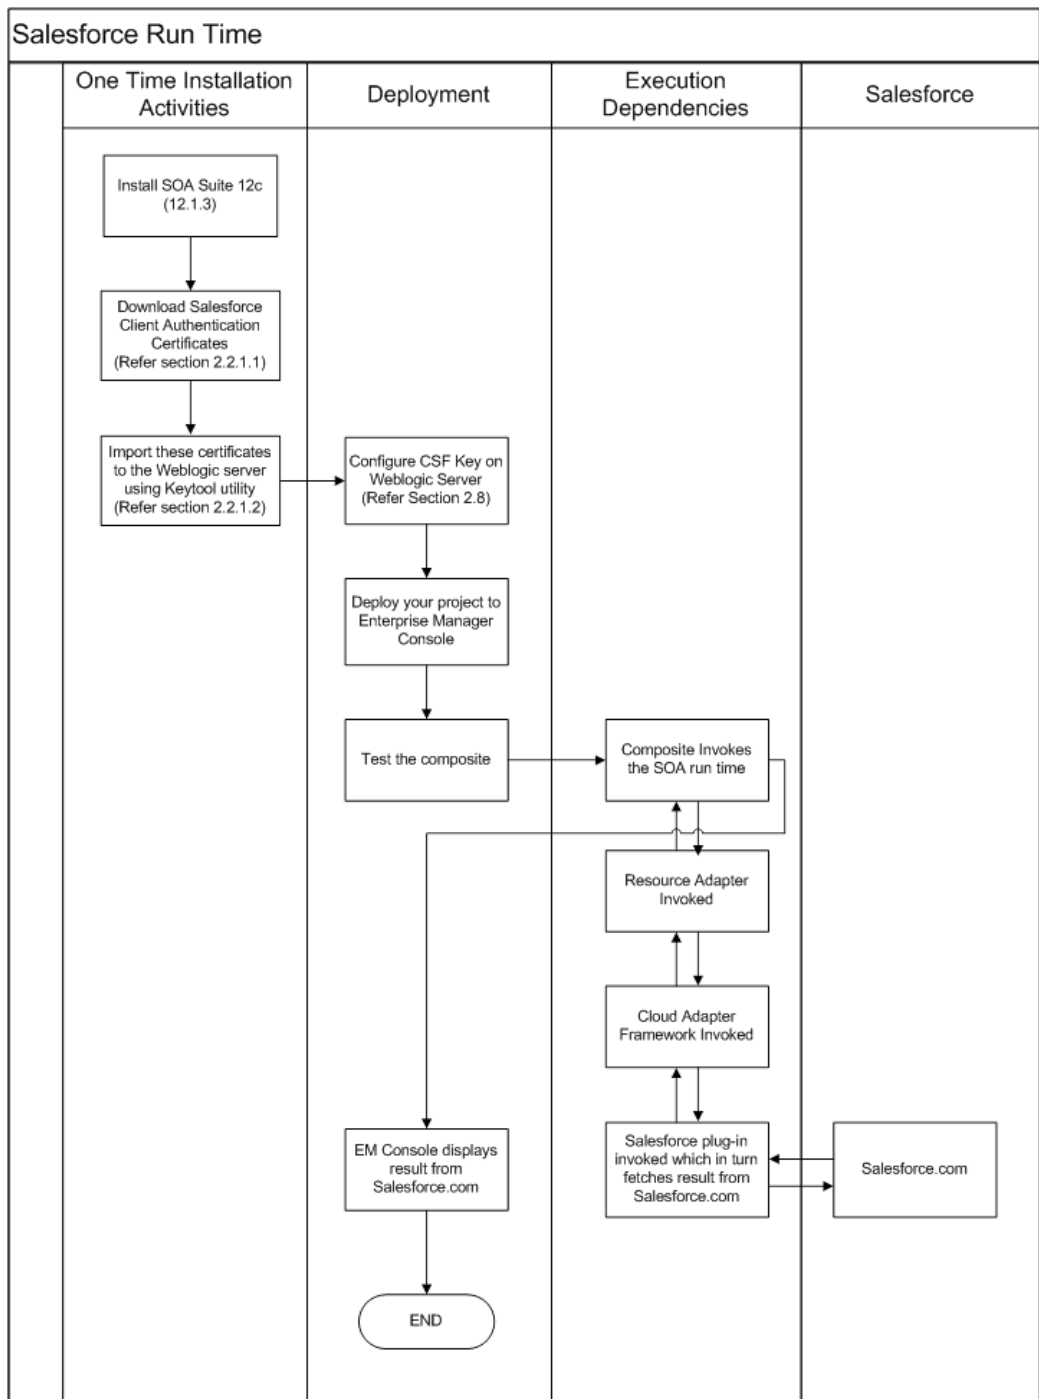 Salesforce Run Time
One Time Installation
Activities
Deployment
Execution
Dependencies
Salesforce
Install SOA Suite 12c
(12.1.3)
Download Salesforce
Client Authentication
Certificates
(Refer section 2.2.1.1)
Import these certificates
to the Weblogic server
using Keytool utility
(Refer section 2.2.1.2)
Configure CSF Key on
Weblogic Server
(Refer Section 2.8)
Deploy your project to
Enterprise Manager
Console
Test the composite
Composite Invokes
the SOA run time
Resource Adapter
Invoked
Cloud Adapter
Framework Invoked
Salesforce plug-in
invoked which in turn
fetches result from
Salesforce.com
Salesforce.com
EM Console displays
result from
Salesforce.com
END